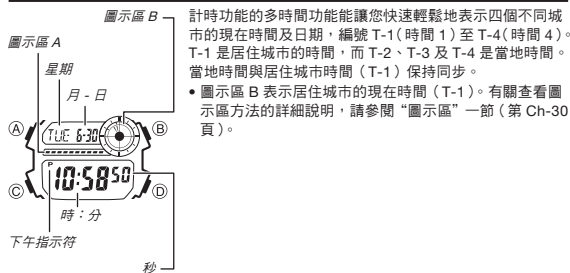 圖示區 B
圖示區 A
星期
月 - 日
A
B
C
D
TUE 6-30
P
10:58 50
時：分
下午指示符
秒
計時功能的多時間功能能讓您快速輕鬆地表示四個不同城
市的現在時間及日期，編號 T-1（時間 1）至 T-4（時間 4）。
T-1 是居住城市的時間，而 T-2、T-3 及 T-4 是當地時間。
當地時間與居住城市時間（T-1）保持同步。
• 圖示區 B 表示居住城市的現在時間（T-1）。有關查看圖
示區方法的詳細說明，請參閱“圖示區”一節（第 Ch-30
頁）。